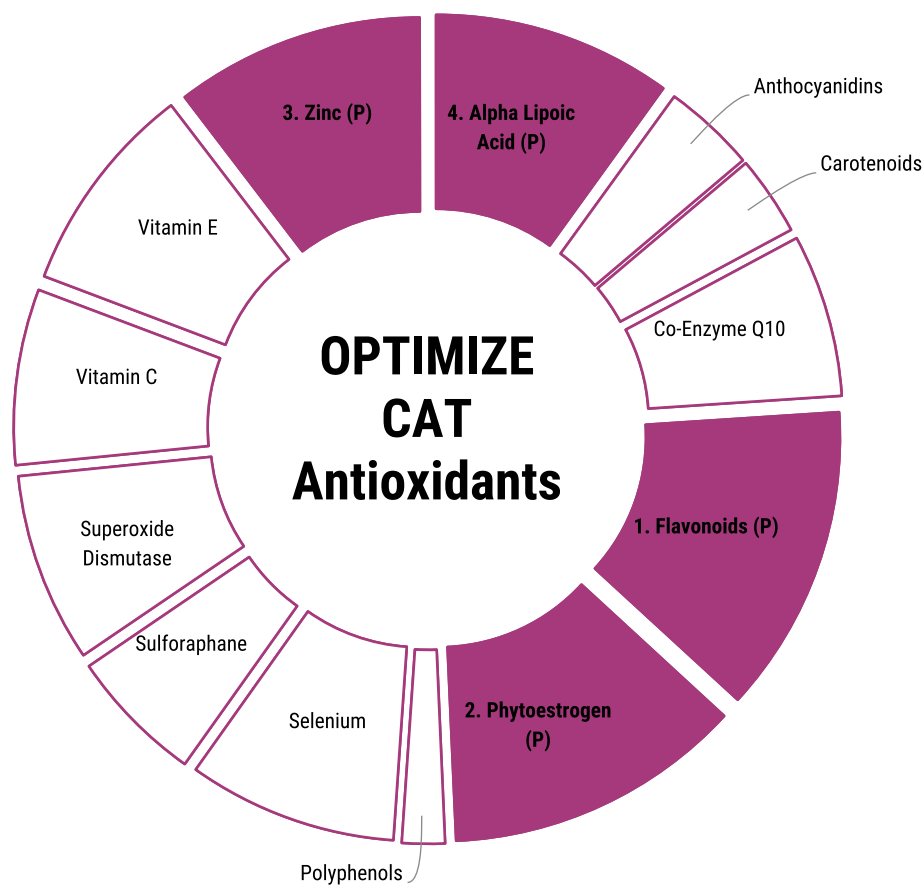 OPTIMIZE
CAT
Antioxidants
3. Zinc (P)
4. Alpha Lipoic
Acid (P)
Anthocyanidins
Carotenoids
Co-Enzyme Q10
1. Flavonoids (P)
2. Phytoestrogen
(P)
Polyphenols
Selenium
Sulforaphane
Superoxide
Dismutase
Vitamin C
Vitamin E